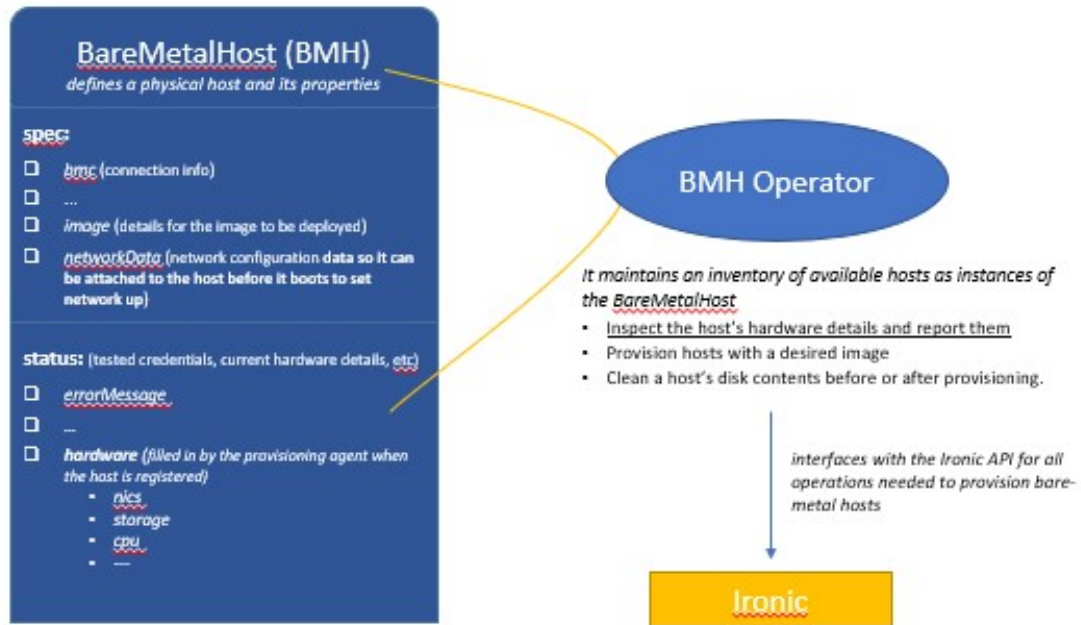 BareMetalHost (BMH)
defines a physical host and its properties
spec:
bmc (connection info)
...
image (details for the image to be deployed)
networkData (network configuration data so it can
be attached to the host before it boots to set
network up)
status: (tested credentials, current hardware details, etc)
errorMessage
...
hardware (filled in by the provisioning agent when
the host is registered)
nics
storage
cpu
---
BMH Operator
It maintains an inventory of available hosts as instances of
the BareMetalHost
Inspect the host's hardware details and report them
Provision hosts with a desired image
Clean a host's disk contents before or after provisioning.
interfaces with the Ironic API for all
operations needed to provision bare-
metal hosts
Ironic